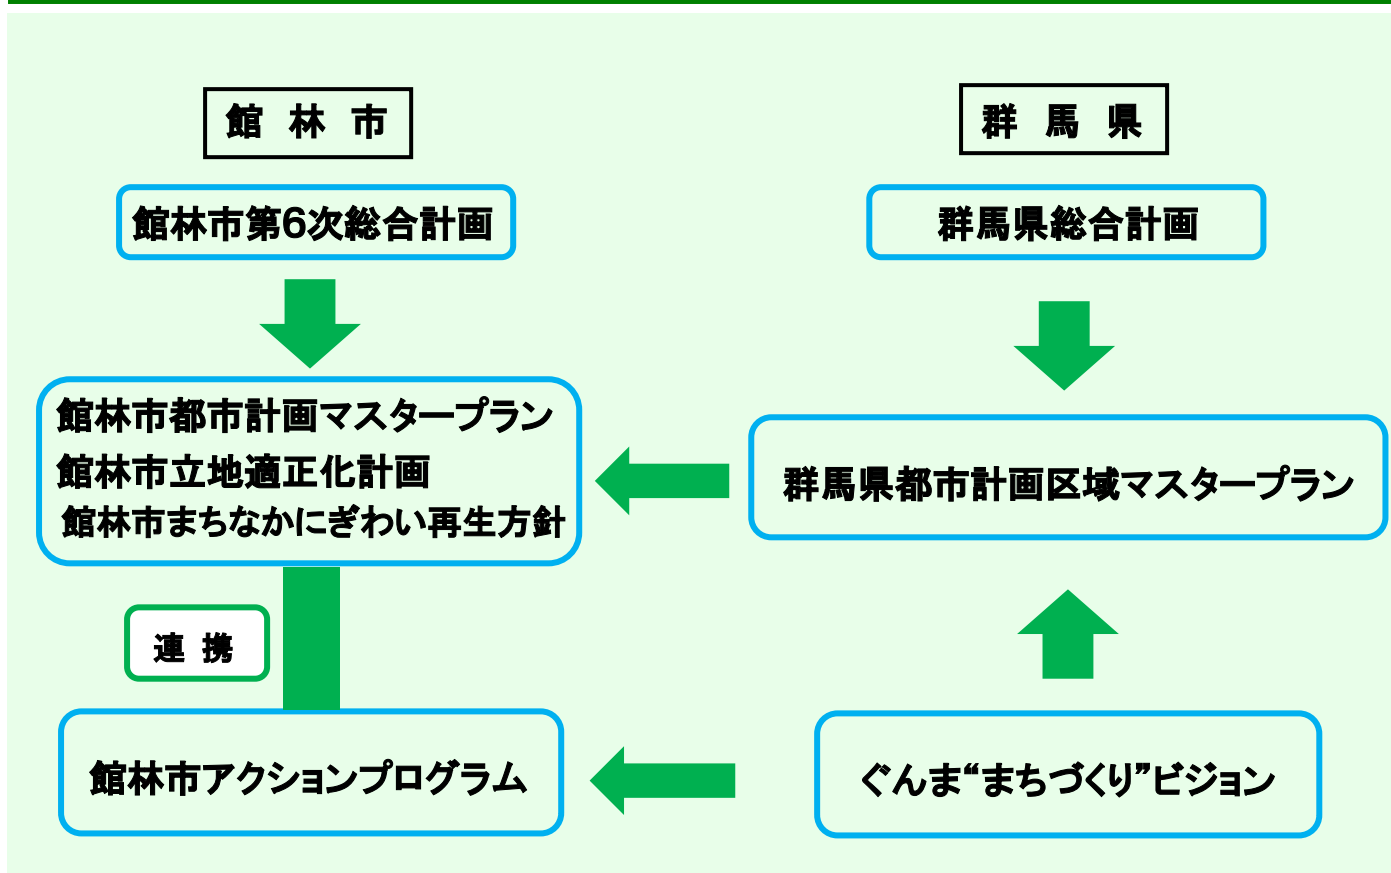 館 林 市
群 馬 県
館林市第6次総合計画
群馬県総合計画
館林市都市計画マスタープラン
館林市立地適正化計画
館林市まちなかにぎわい再生方針
群馬県都市計画区域マスタープラン
連 携
館林市アクションプログラム
ぐんま“まちづくり”ビジョン